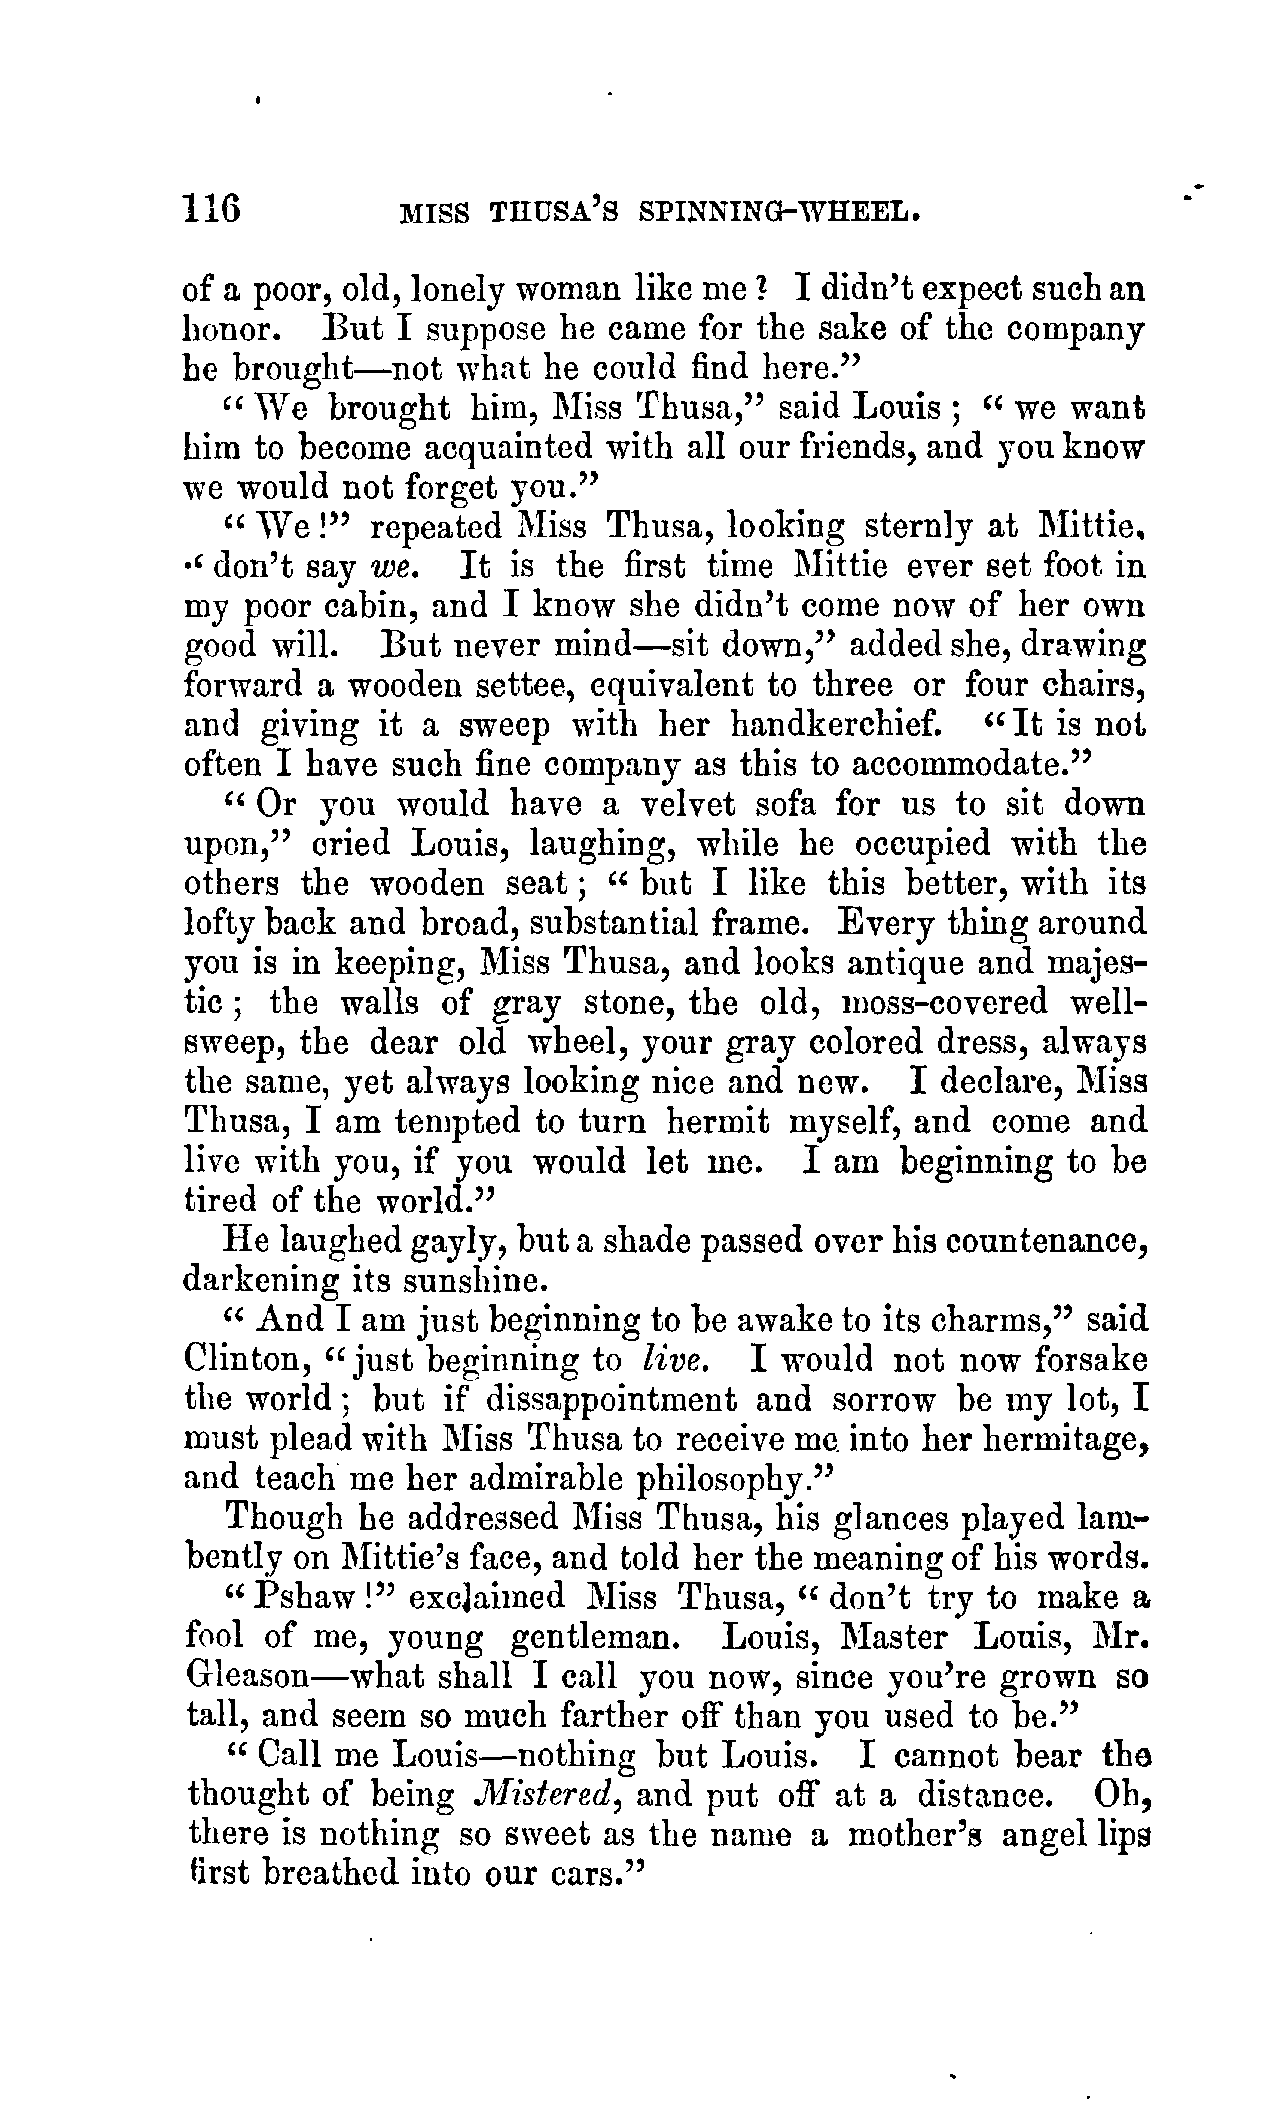 116 MISS THUSA'S SPINNING-WHEEL.
of a poor, old, lonely woman like me? I didn't expect such an
honor. But I suppose he came for the sake of the company
he brought—not what he could find here."
"We brought him, Miss Thusa," said Louis; "we want
him to become acquainted with all our friends, and you know
we would not forget you."
"We!" repeated Miss Thusa, looking sternly at Mittie,
"don't say we. It is the first time Mittie ever set foot in
my poor cabin, and I know she didn't come now of her own
good will. But never mind—sit down," added she, drawing
forward a wooden settee, equivalent to three or four chairs,
and giving it a sweep with her handkerchief. "It is not
often I have such fine company as this to accommodate."
"Or you would have a velvet sofa for us to sit down
upon," cried Louis, laughing, while he occupied with the
others the wooden seat; "but I like this better, with its
lofty back and broad, substantial frame. Every thing around
you is in keeping, Miss Thusa, and looks antique and majes-
tic; the walls of gray stone, the old, moss-covered well-
sweep, the dear old wheel, your gray colored dress, always
the same, yet always looking nice and new. I declare, Miss
Thusa, I am tempted to turn hermit myself, and come and
live with you, if you would let me. I am beginning to be
tired of the world."
He laughed gayly, but a shade passed over his countenance,
darkening its sunshine.
"And I am just beginning to be awake to its charms," said
Clinton, "just beginning to live. I would not now forsake
the world; but if dissappointment and sorrow be my lot, I
must plead with Miss Thusa to receive me into her hermitage,
and teach me her admirable philosophy."
Though he addressed Miss Thusa, his glances played lam-
bently on Mittie's face, and told her the meaning of his words.
"Pshaw!" exclaimed Miss Thusa, "don't try to make a
fool of me, young gentleman. Louis, Master Louis, Mr.
Gleason—what shall I call you now, since you're grown so
tall, and seem so much farther off than you used to be."
"Call me Louis—nothing but Louis. I cannot bear the
thought of being Mistered, and put off at a distance. Oh,
there is nothing so sweet as the name a mother's angel lips
first breathed into our ears."